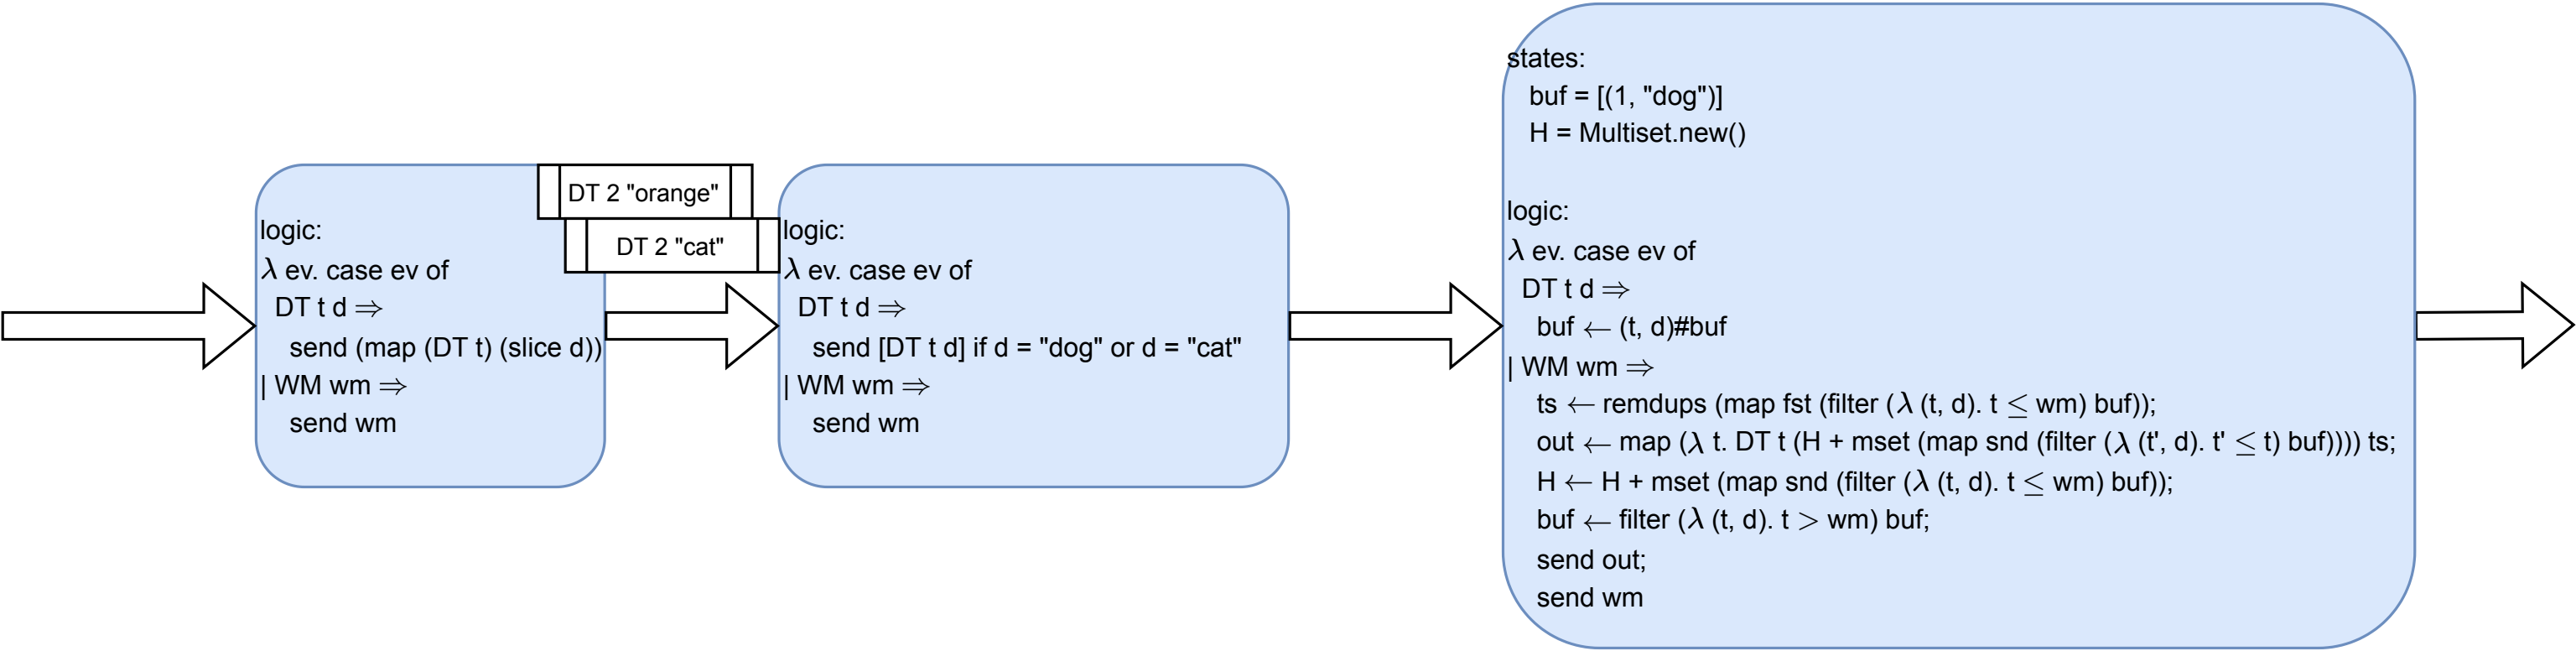 logic:
λ ev. case ev of
DT t d ⇒
send (map (DT t) (slice d))
| WM wm ⇒
send wm
DT 2 "orange"
DT 2 "cat"
logic:
λ ev. case ev of
DT t d ⇒
send [DT t d] if d = "dog" or d = "cat"
| WM wm ⇒
send wm
states:
buf = [(1, "dog")]
H = Multiset.new()
logic:
λ ev. case ev of
DT t d ⇒
buf ← (t, d)#buf
| WM wm ⇒
ts ← remdups (map fst (filter (λ (t, d). t ≤ wm) buf));
out ← map (λ t. DT t (H + mset (map snd (filter (λ (t', d). t' ≤ t) buf)))) ts;
H ← H + mset (map snd (filter (λ (t, d). t ≤ wm) buf));
buf ← filter (λ (t, d). t > wm) buf;
send out;
send wm